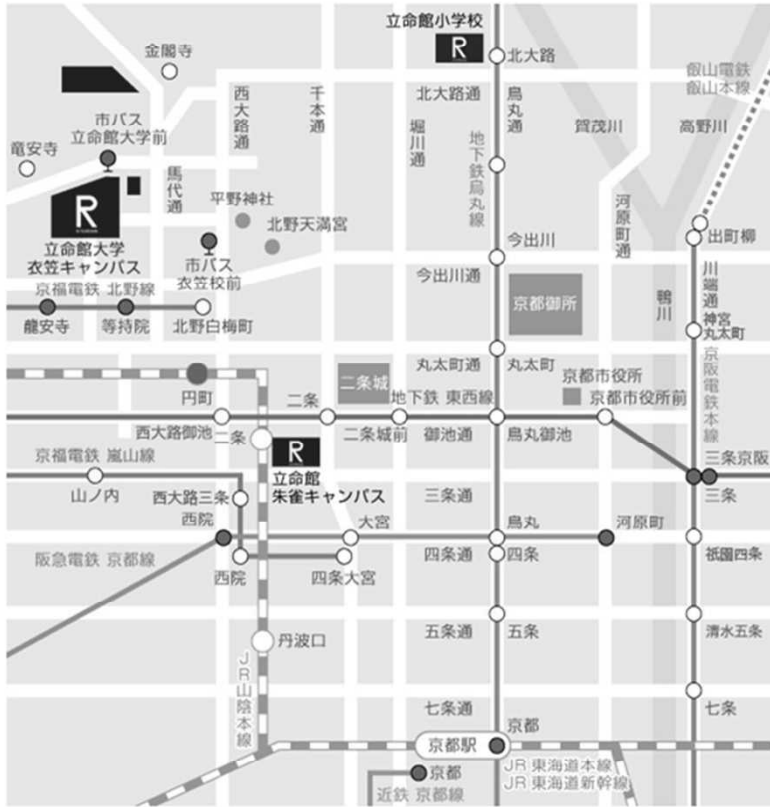 立命館小学校
R
北大路
金閣寺
市バス
立命館大学前
竜安寺
R
立命館大学
衣笠キャンパス
馬代通
西大路通
千本通
堀川通
北大路通
烏丸通
地下鉄烏丸線
賀茂川
高野川
叡山電鉄
叡山本線
平野神社
北野天満宮
市バス
衣笠校前
今出川
今出川通
河原町通
出町柳
川端通
京都御所
鴨川
神宮
丸太町
京福電鉄 北野線
龍安寺
等持院
北野白梅町
丸太町通
丸太町
京都市役所
京都市役所前
京阪電鉄本線
円町
二条城
二条
地下鉄 東西線
西大路御池
二条
二条城前
御池通
烏丸御池
R
立命館
朱雀キャンパス
京福電鉄 嵐山線
山ノ内
西大路三条
三条通
三条京阪
三条
西院
大宮
烏丸
河原町
阪急電鉄 京都線
西院
四条大宮
四条通
四条
祇園四条
五条通
五条
清水五条
丹波口
JR山陰本線
七条通
七条
京都
京都駅
京都
近鉄 京都線
JR 東海道本線
JR 東海道新幹線